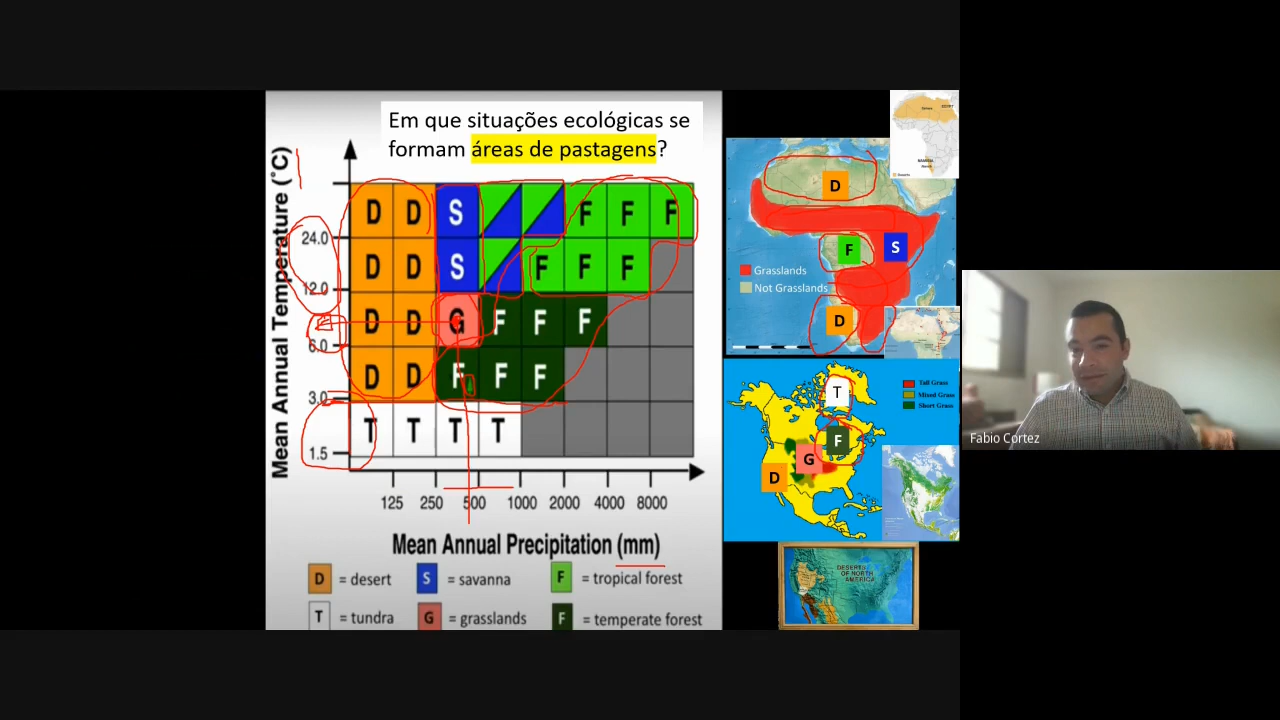 Em que situações ecológicas se
formam áreas de pastagens?
Mean Annual Temperature (°C)
24.0
12.0
6.0
3.0
1.5
D D S F F F
D D S F F F
D D G F F F
D D F F F
T T T T
125 250 500 1000 2000 4000 8000
Mean Annual Precipitation (mm)
D = desert S = savanna F = tropical forest
T = tundra G = grasslands F = temperate forest
D
F S
D
Grasslands
Not Grasslands
T
F
G
D
Tall Grass
Mixed Grass
Short Grass
DESERTS
OF NORTH
AMERICA
Fabio Cortez